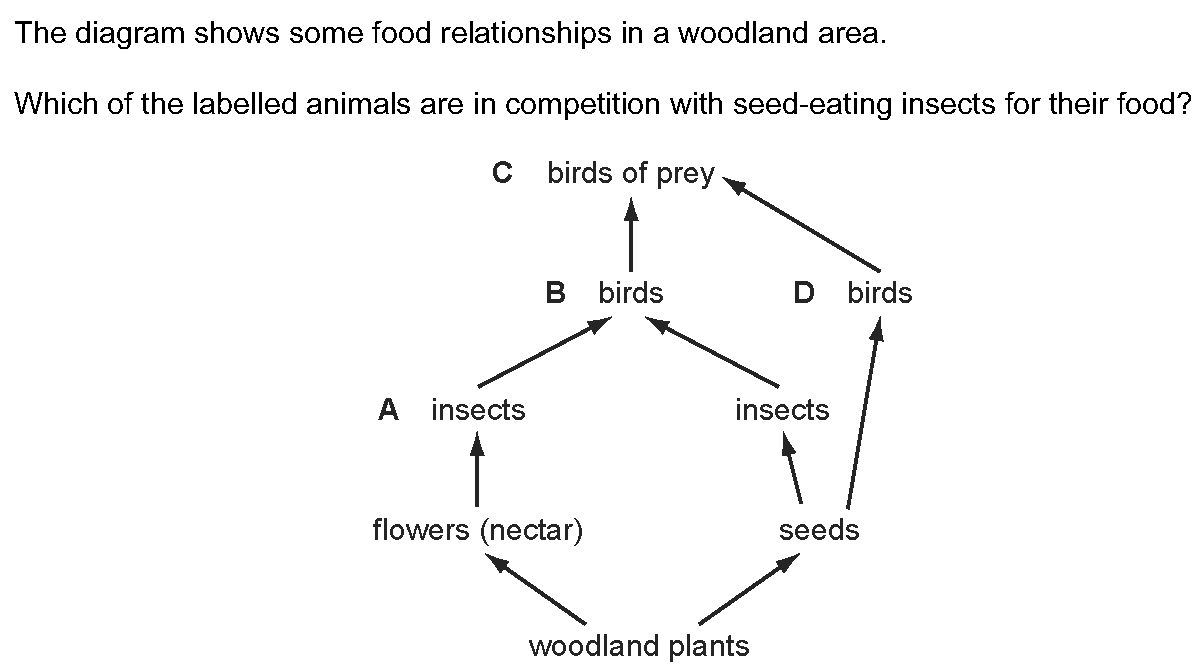 The diagram shows some food relationships in a woodland area.
Which of the labelled animals are in competition with seed-eating insects for their food?
C birds of prey
B birds D birds
A insects insects
flowers (nectar) seeds
woodland plants